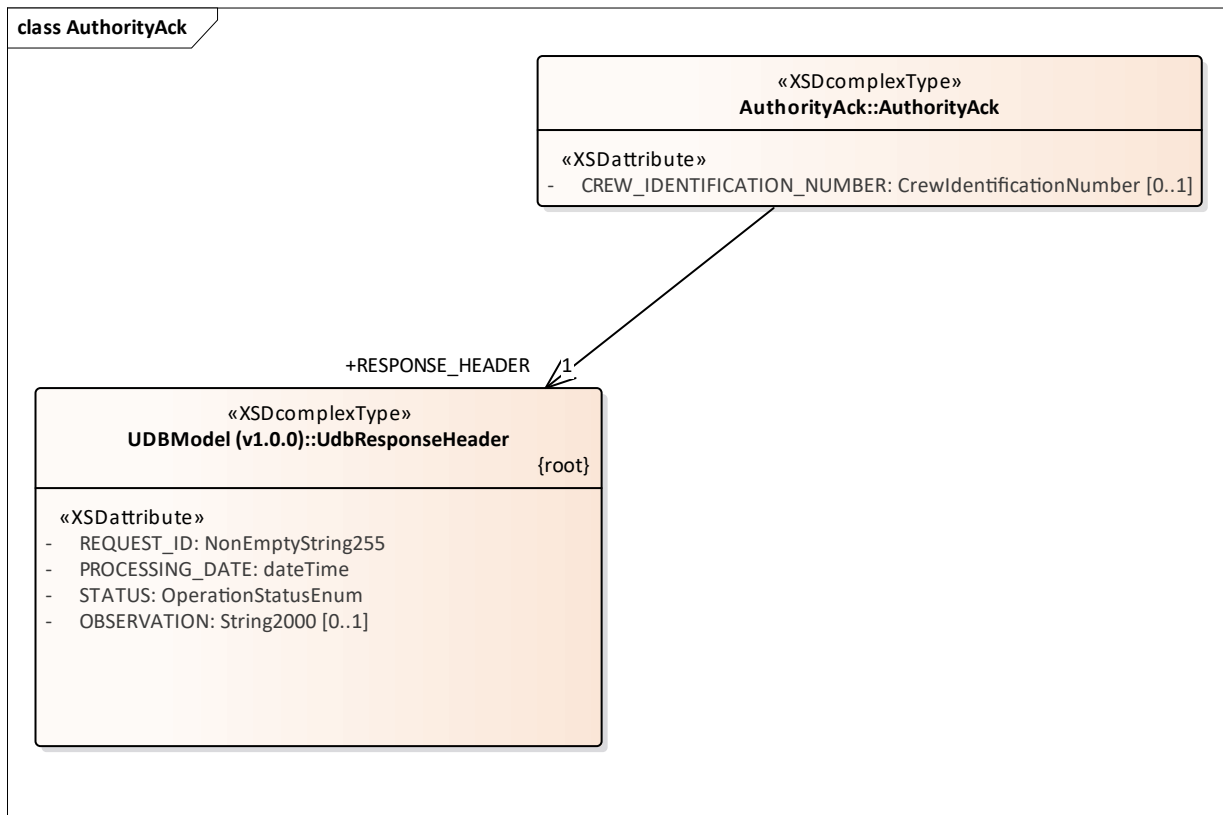 class AuthorityAck
«XSDcomplexType»
AuthorityAck::AuthorityAck
«XSDattribute»
- CREW_IDENTIFICATION_NUMBER: CrewIdentificationNumber [0..1]
+RESPONSE_HEADER 1
«XSDcomplexType»
UDBModel (v1.0.0)::UdbResponseHeader
{root}
«XSDattribute»
- REQUEST_ID: NonEmptyString255
- PROCESSING_DATE: dateTime
- STATUS: OperationStatusEnum
- OBSERVATION: String2000 [0..1]